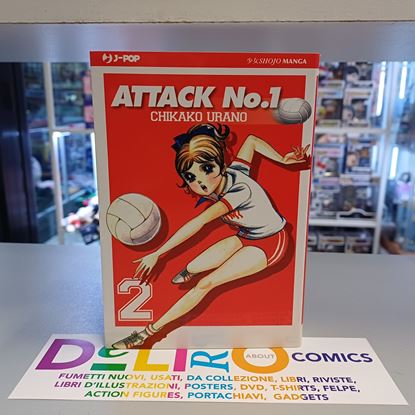 J-POP
SHOJO MANGA
ATTACK No.1
CHIKAKO URANO
2
DeLIRO ABOUT COMICS
FUMETTI NUOVI, USATI, DA COLLEZIONE, LIBRI, RIVISTE,
LIBRI D'ILLUSTRAZIONI, POSTERS, DVD, T-SHIRTS, FELPE,
ACTION FIGURES, PORTACHIAVI, GADGETS